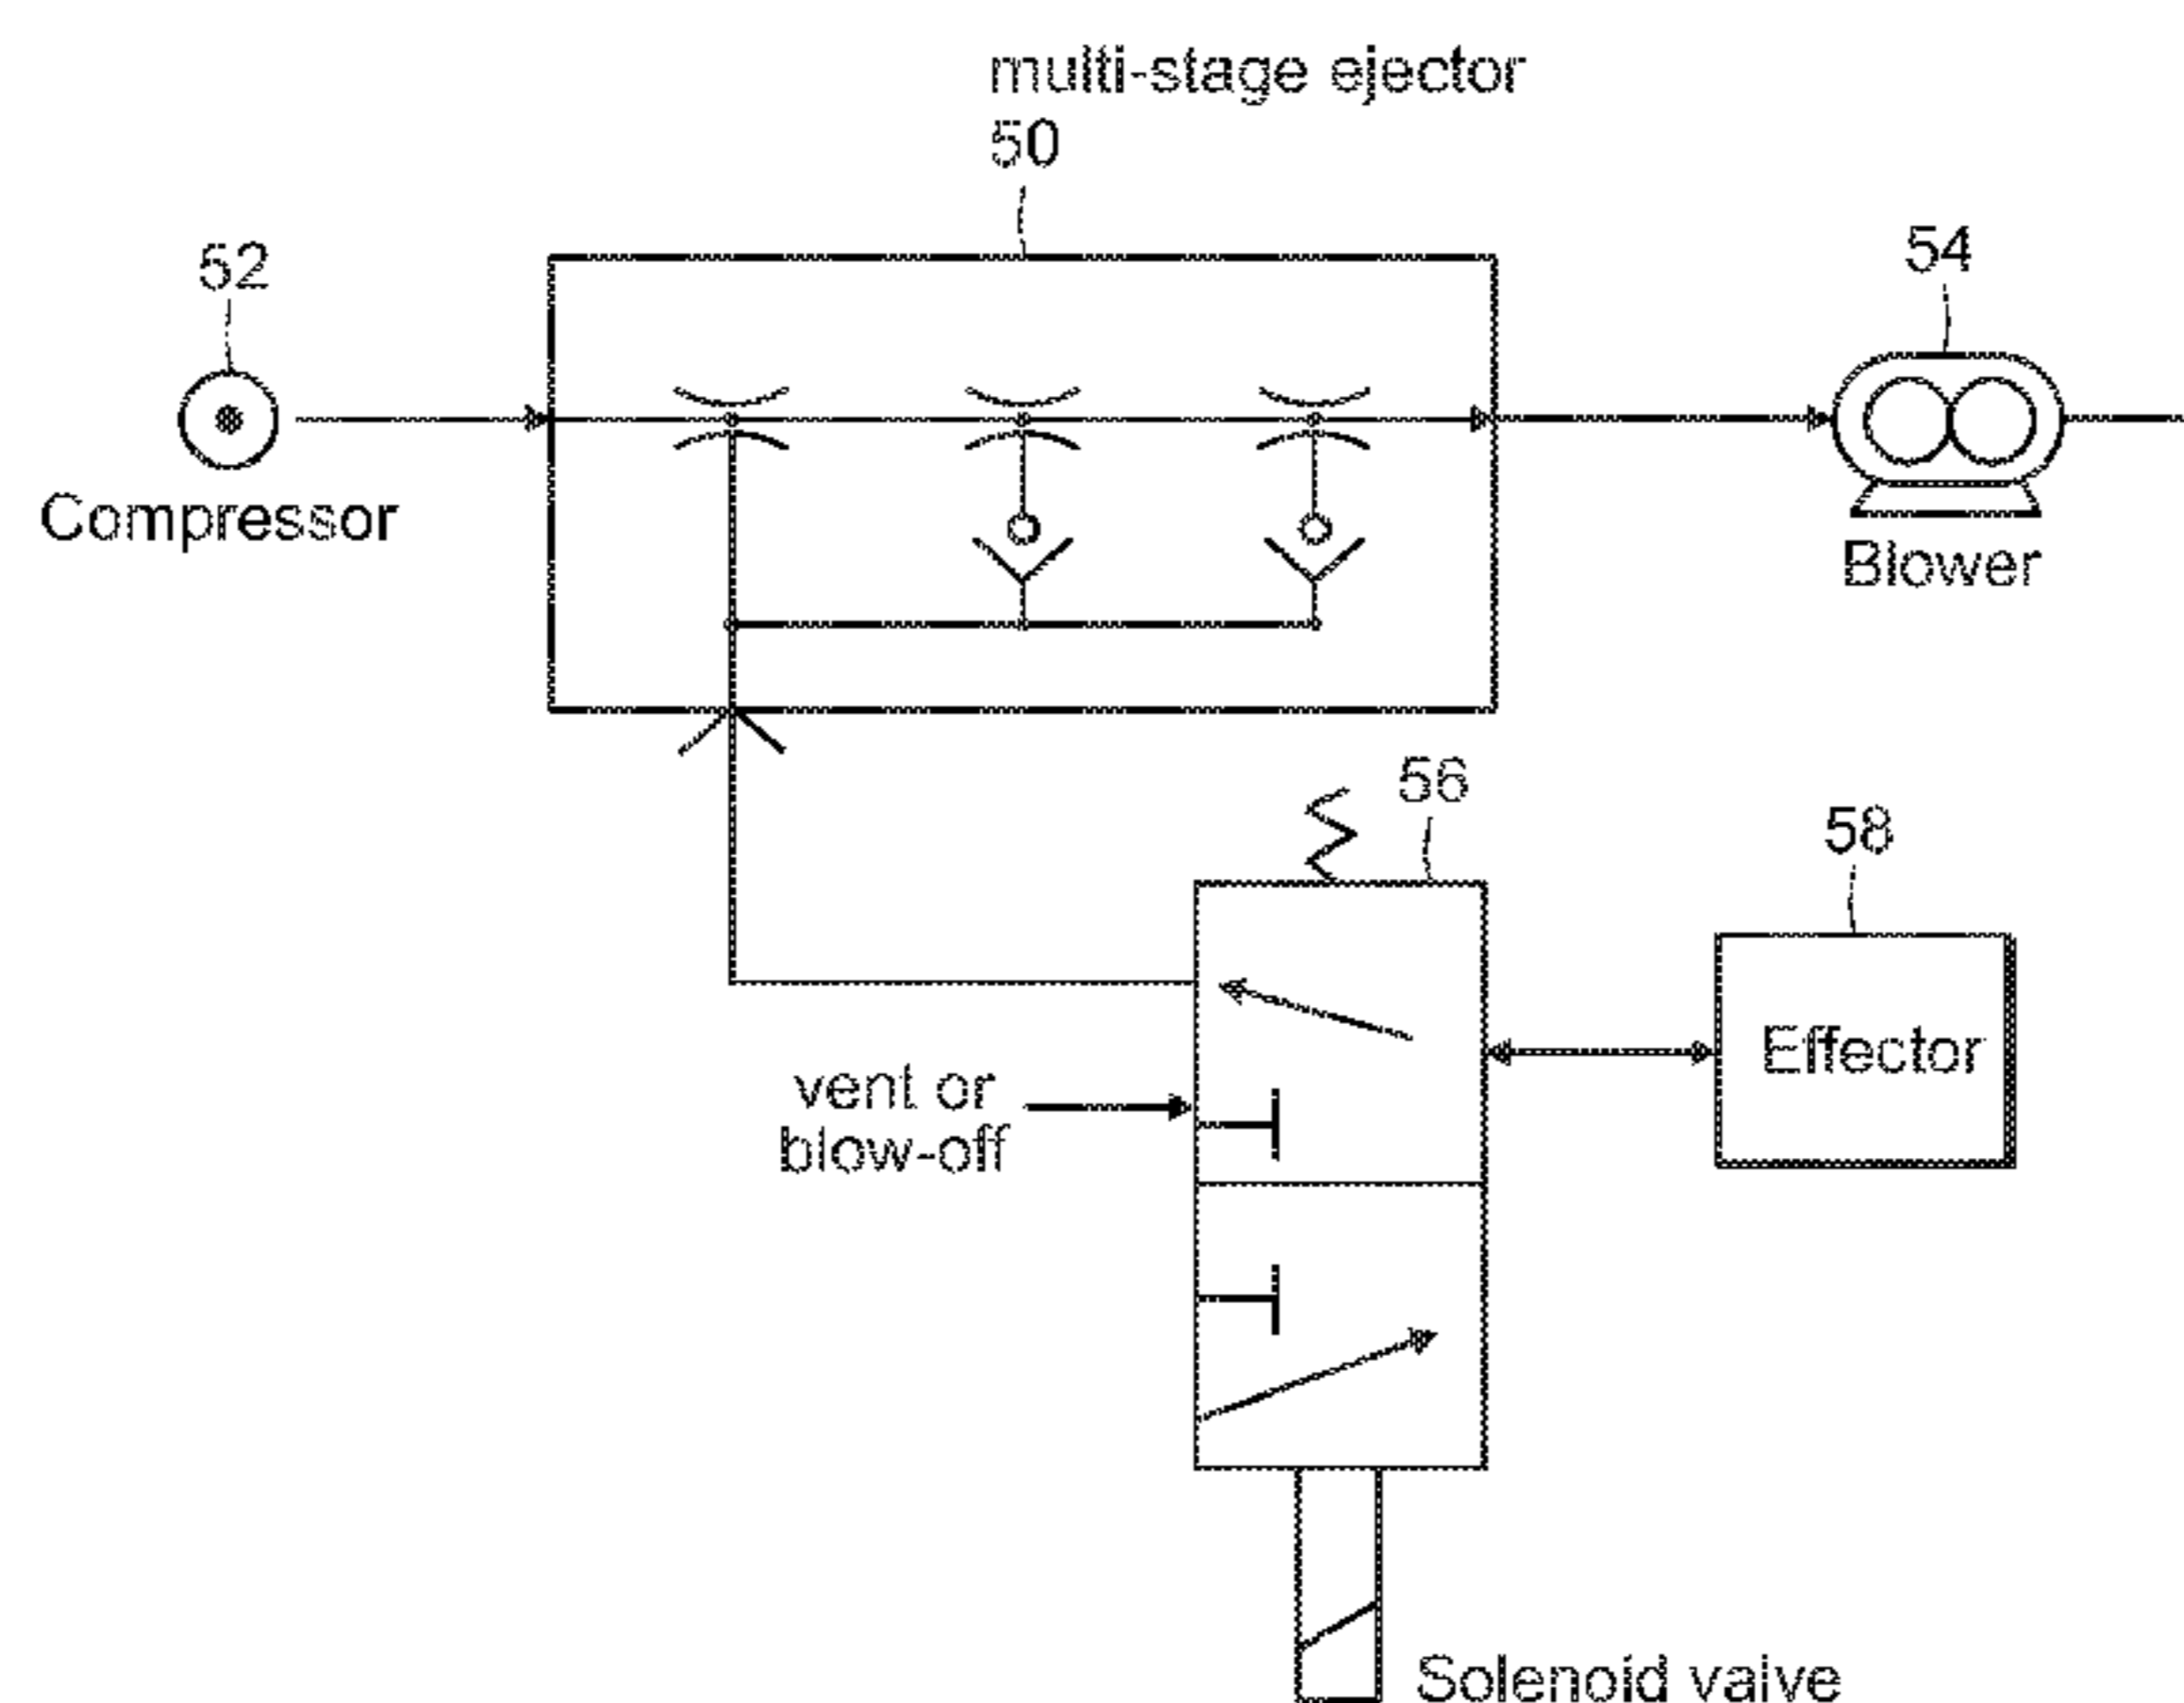 multi-stage ejector
50
52
54
Compressor
Blower
56
58
Effector
vent or
blow-off
Solenoid valve